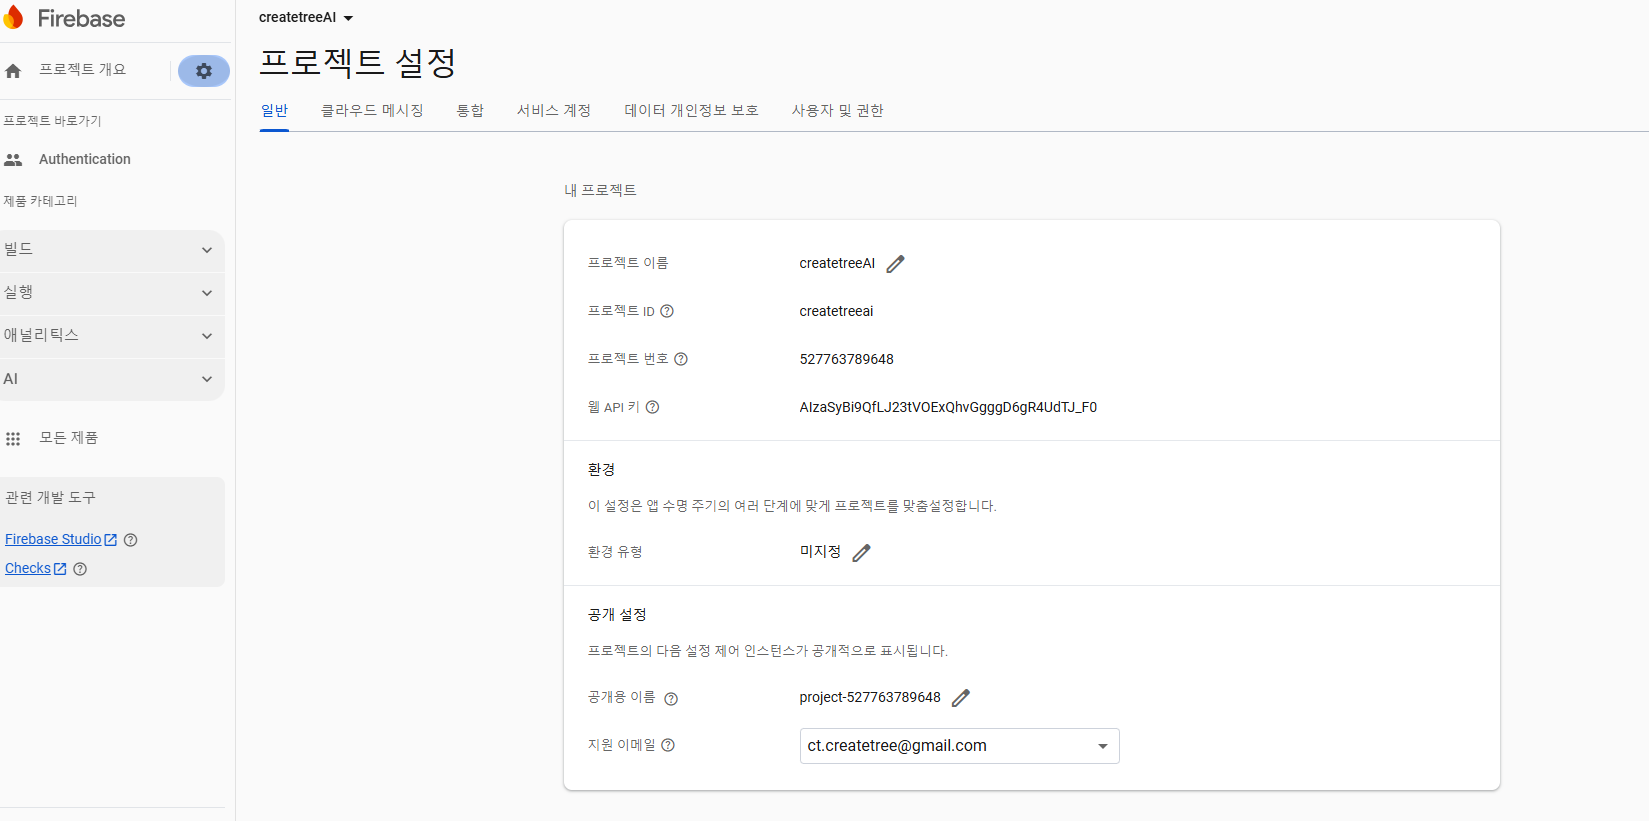 Firebase
createtreeAI
프로젝트 개요
프로젝트 설정
일반 클라우드 메시징 통합 서비스 계정 데이터 개인정보 보호 사용자 및 권한
프로젝트 바로가기
Authentication
제품 카테고리
빌드
실행
애널리틱스
AI
모든 제품
관련 개발 도구
Firebase Studio
Checks
내 프로젝트
프로젝트 이름 createtreeAI
프로젝트 ID createtreeai
프로젝트 번호 527763789648
웹 API 키 AIzaSyBi9QfLJ23tVOExQhvGgggD6gR4UdTJ_F0
환경
이 설정은 앱 수명 주기의 여러 단계에 맞게 프로젝트를 맞춤설정합니다.
환경 유형 미지정
공개 설정
프로젝트의 다음 설정 제어 인스턴스가 공개적으로 표시됩니다.
공개용 이름 project-527763789648
지원 이메일 ct.createtree@gmail.com